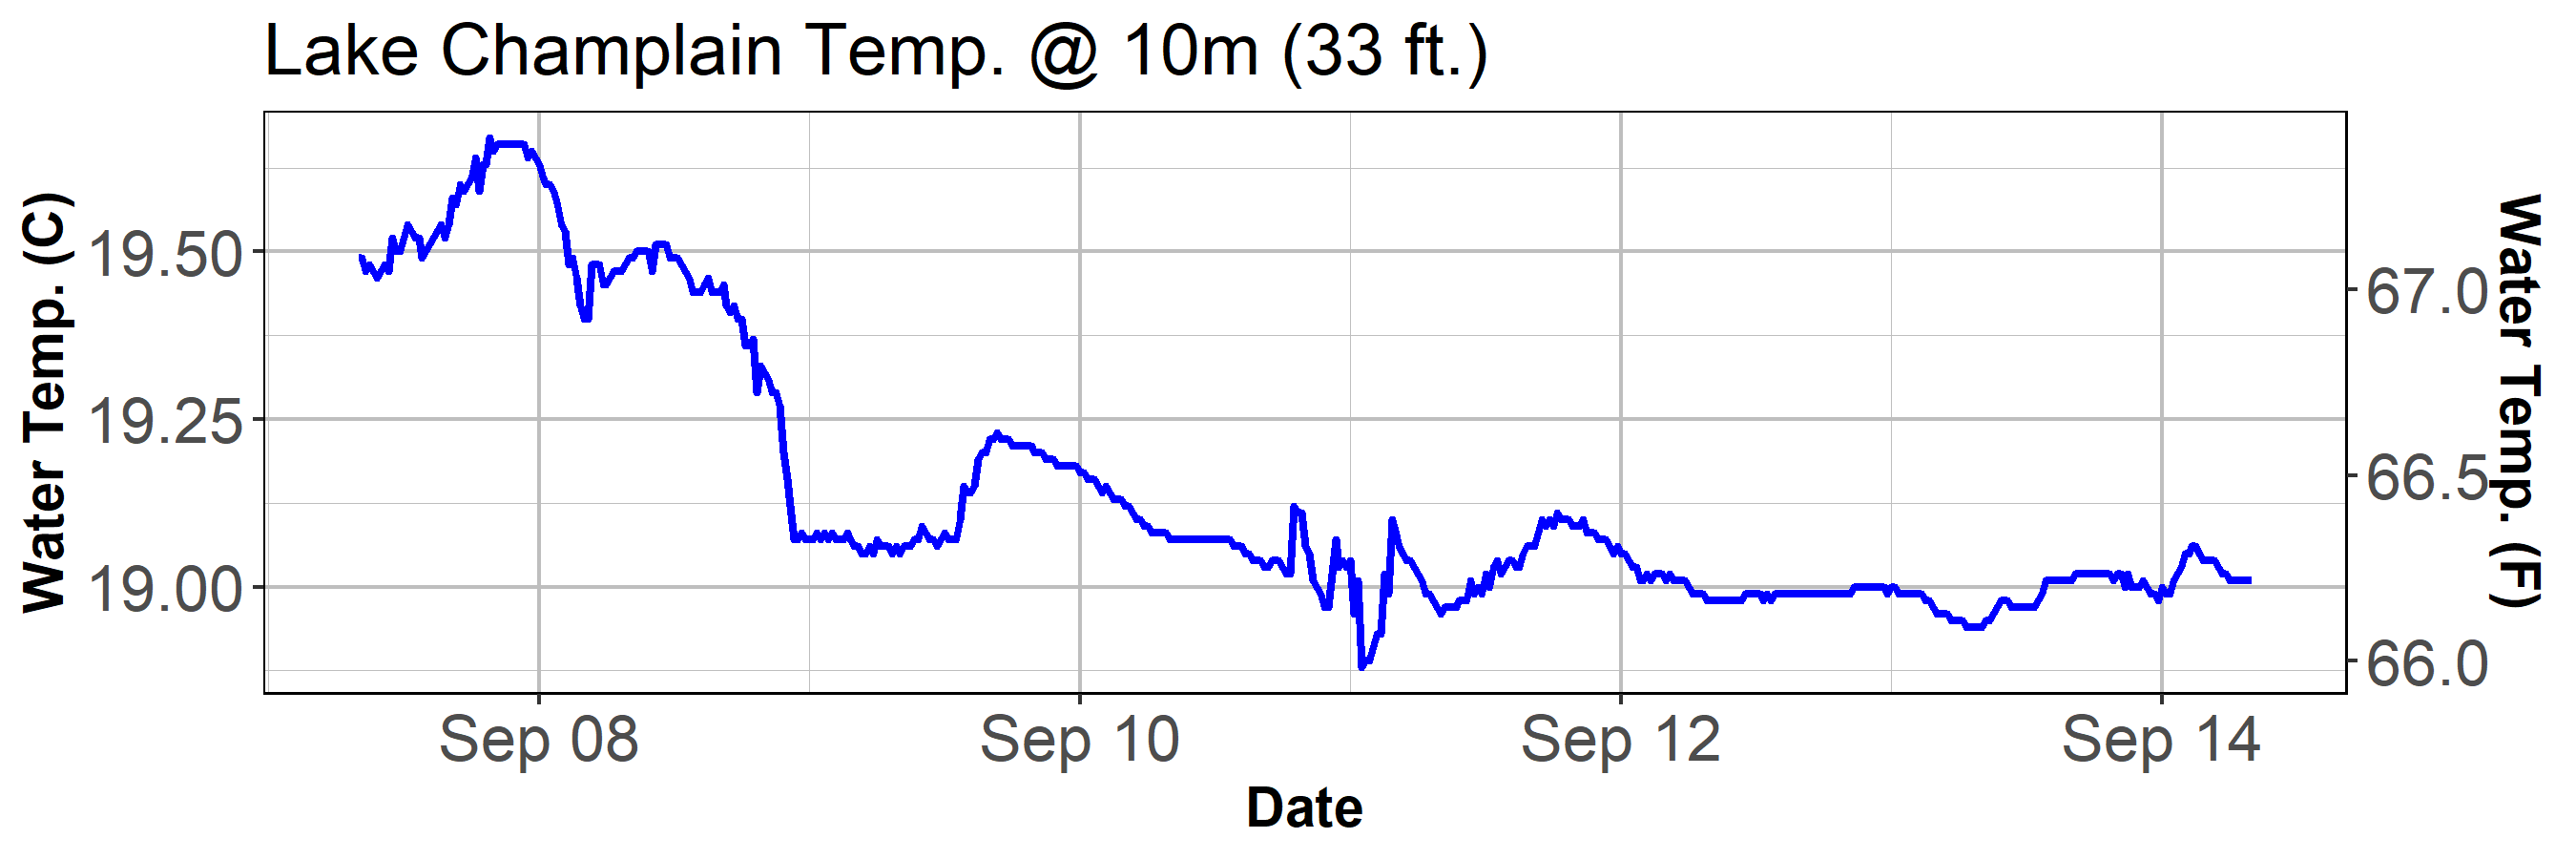 Lake Champlain Temp. @ 10m (33 ft.)
Water Temp. (C)
19.50
19.25
19.00
67.0
66.5
66.0
Water Temp. (F)
Sep 08
Sep 10
Sep 12
Sep 14
Date